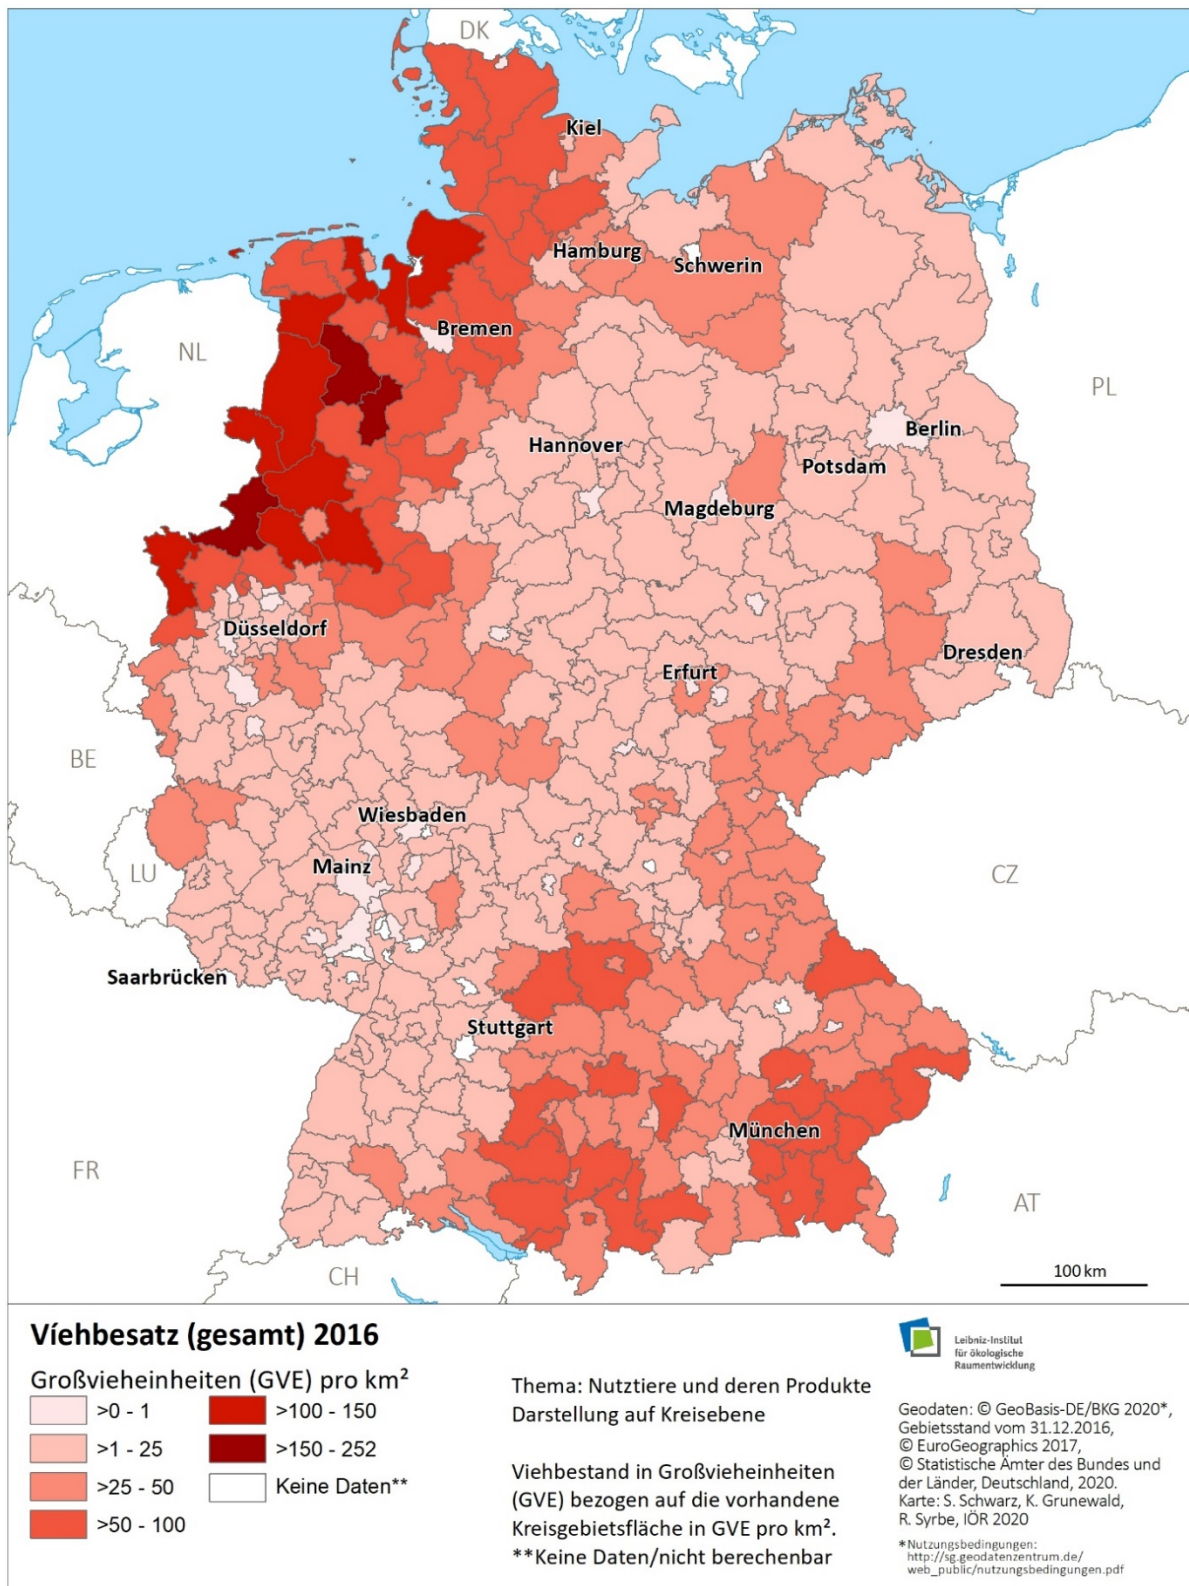 DK
Kiel
Hamburg
Schwerin
Bremen
NL
PL
Berlin
Hannover
Potsdam
Magdeburg
Düsseldorf
Dresden
Erfurt
BE
Wiesbaden
Mainz
LU
CZ
Saarbrücken
Stuttgart
München
FR
AT
CH
100 km
Víehbesatz (gesamt) 2016
Großvieheinheiten (GVE) pro km²
>0 - 1
>1 - 25
>25 - 50
>50 - 100
>100 - 150
>150 - 252
Keine Daten**
Thema: Nutztiere und deren Produkte
Darstellung auf Kreisebene
Viehbestand in Großvieheinheiten
(GVE) bezogen auf die vorhandene
Kreisgebietsfläche in GVE pro km².
**Keine Daten/nicht berechenbar
Leibniz-Institut
für ökologische
Raumentwicklung
Geodaten: © GeoBasis-DE/BKG 2020*,
Gebietsstand vom 31.12.2016,
© EuroGeographics 2017,
© Statistische Ämter des Bundes und
der Länder, Deutschland, 2020.
Karte: S. Schwarz, K. Grunewald,
R. Syrbe, IÖR 2020
*Nutzungsbedingungen:
http://sg.geodatenzentrum.de/
web_public/nutzungsbedingungen.pdf